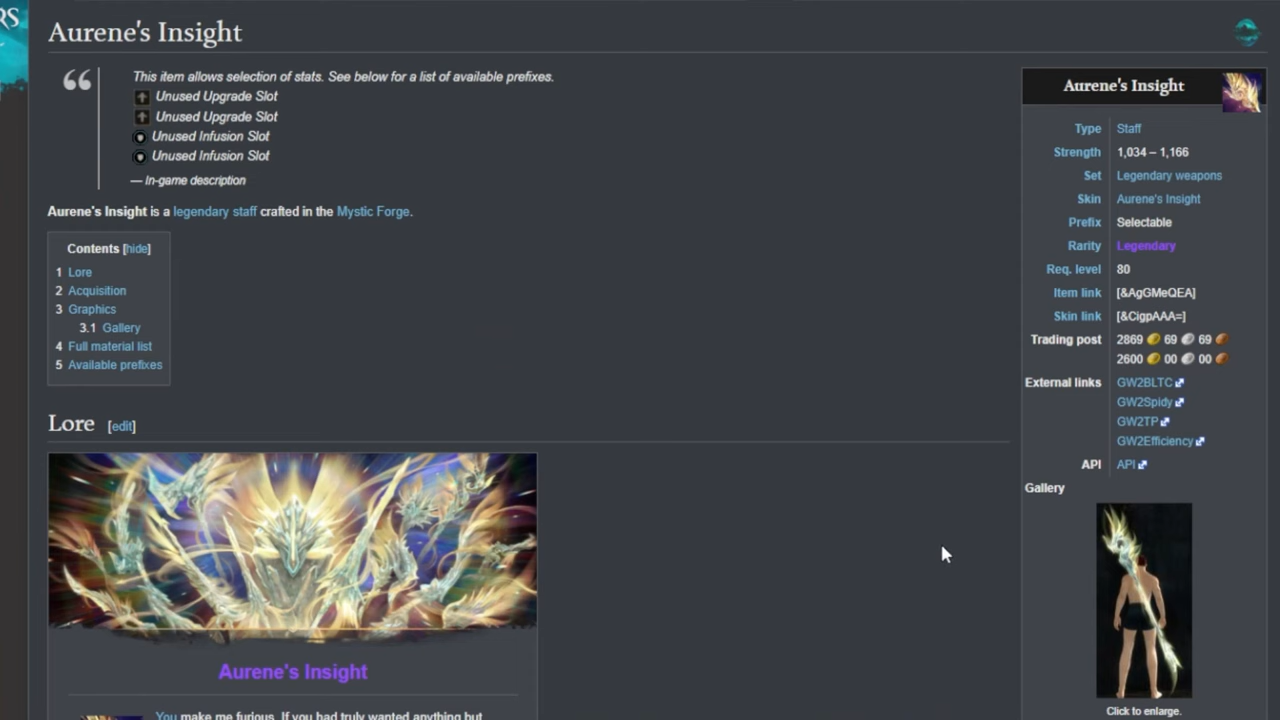 RS
Aurene's Insight
This item allows selection of stats. See below for a list of available prefixes.
Unused Upgrade Slot
Unused Upgrade Slot
Unused Infusion Slot
Unused Infusion Slot
— In-game description
Aurene's Insight is a legendary staff crafted in the Mystic Forge.
Contents [hide]
1 Lore
2 Acquisition
3 Graphics
3.1 Gallery
4 Full material list
5 Available prefixes
Lore [edit]
Aurene's Insight
You make me furious. If you had truly wanted anything but
Aurene's Insight
Type Staff
Strength 1,034 – 1,166
Set Legendary weapons
Skin Aurene's Insight
Prefix Selectable
Rarity Legendary
Req. level 80
Item link [&AgGMeQEA]
Skin link [&CigpAAA=]
Trading post 2869 69 69
2600 00 00
External links GW2BLTC
GW2Spidy
GW2TP
GW2Efficiency
API API
Gallery
Click to enlarge.